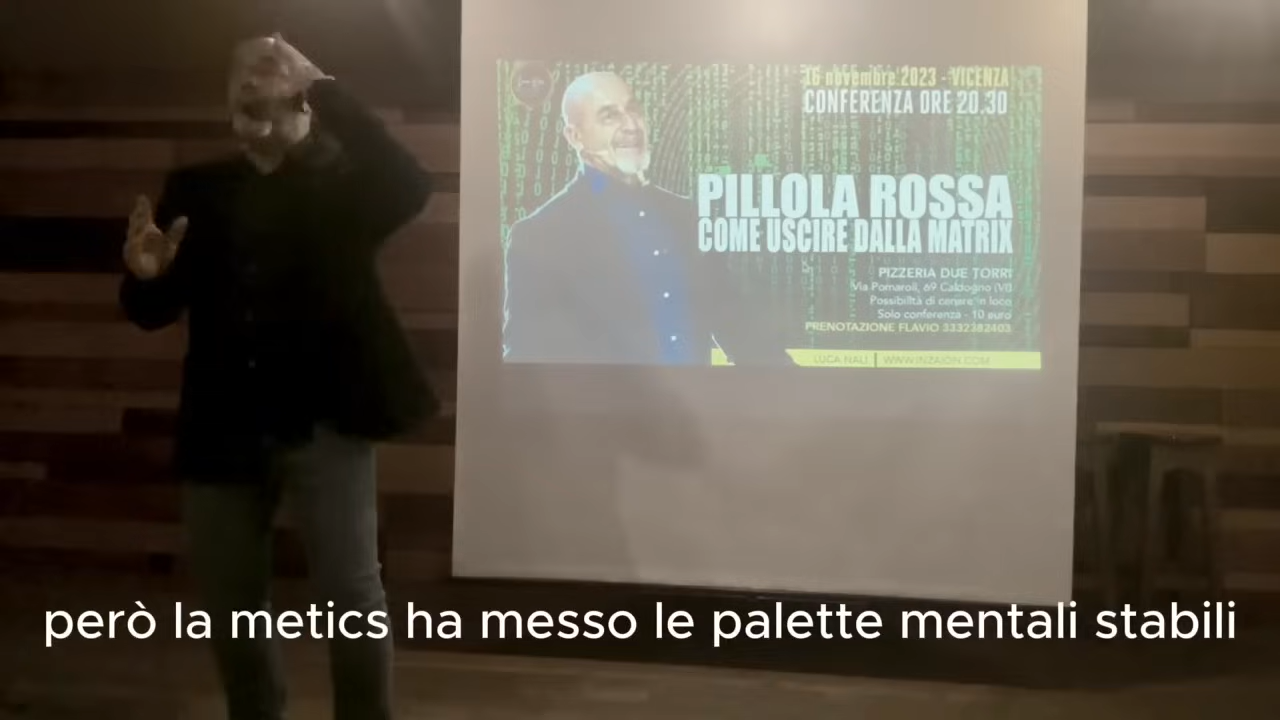 16 novembre 2023 - VICENZA
CONFERENZA ORE 20.30
PILLOLA ROSSA
COME USCIRE DALLA MATRIX
PIZZERIA DUE TORRI
Via Pomaroli, 69 Caldogno (VI)
Possibilità di cenare in loco
Solo conferenza - 10 euro
PRENOTAZIONE FLAVIO 3332382403
LUCA NALI | WWW.INZAION.COM
però la metics ha messo le palette mentali stabili